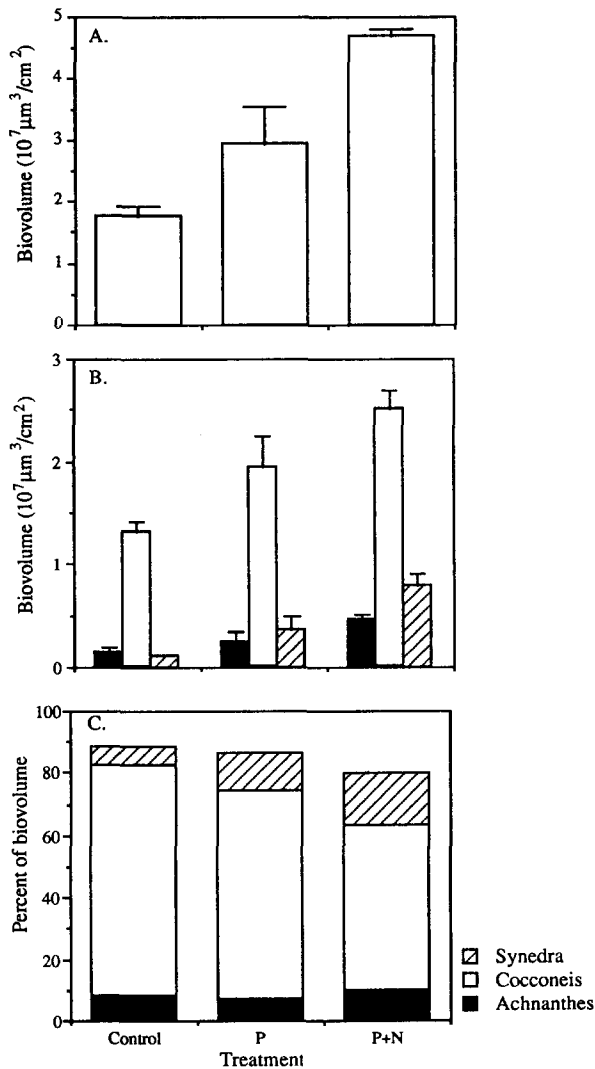 A.
Biovolume (10⁷μm³/cm²)
5
4
3
2
1
0
B.
Biovolume (10⁷μm³/cm²)
3
2
1
0
C.
Percent of biovolume
100
80
60
40
20
0
Control P P+N
Treatment
Synedra
Cocconeis
Achnanthes